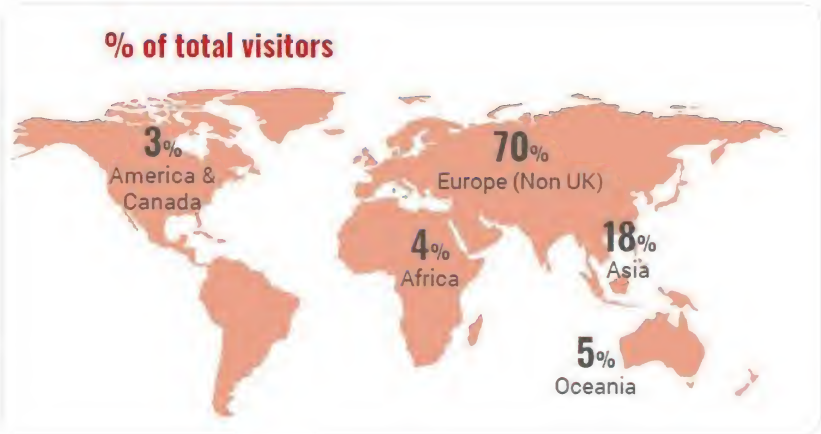 % of total visitors
3%
America &
Canada
70%
Europe (Non UK)
4%
Africa
18%
Asia
5%
Oceania